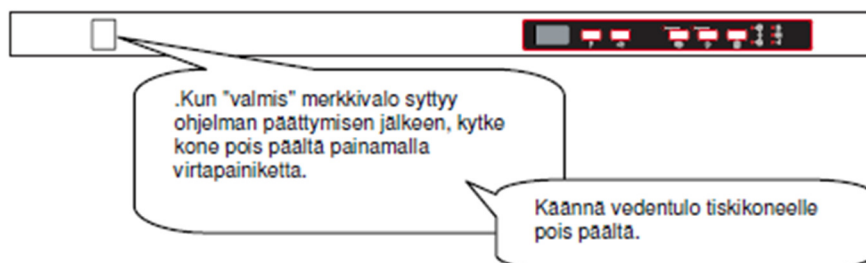 .Kun "valmis" merkkivalo syttyy
ohjelman päättymisen jälkeen, kytke
kone pois päältä painamalla
virtapainiketta.
Käännä vedentulo tiskikoneelle
pois päältä.